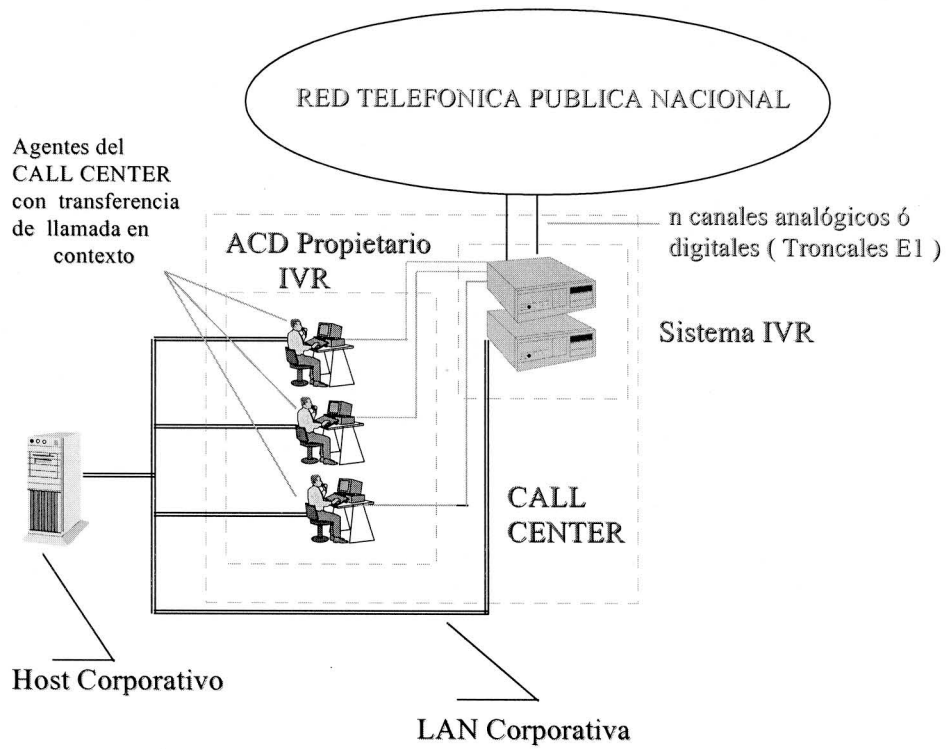 RED TELEFONICA PUBLICA NACIONAL
Agentes del
CALL CENTER
con transferencia
de llamada en
contexto
n canales analógicos ó
digitales ( Troncales E1 )
ACD Propietario
IVR
Sistema IVR
CALL
CENTER
Host Corporativo
LAN Corporativa